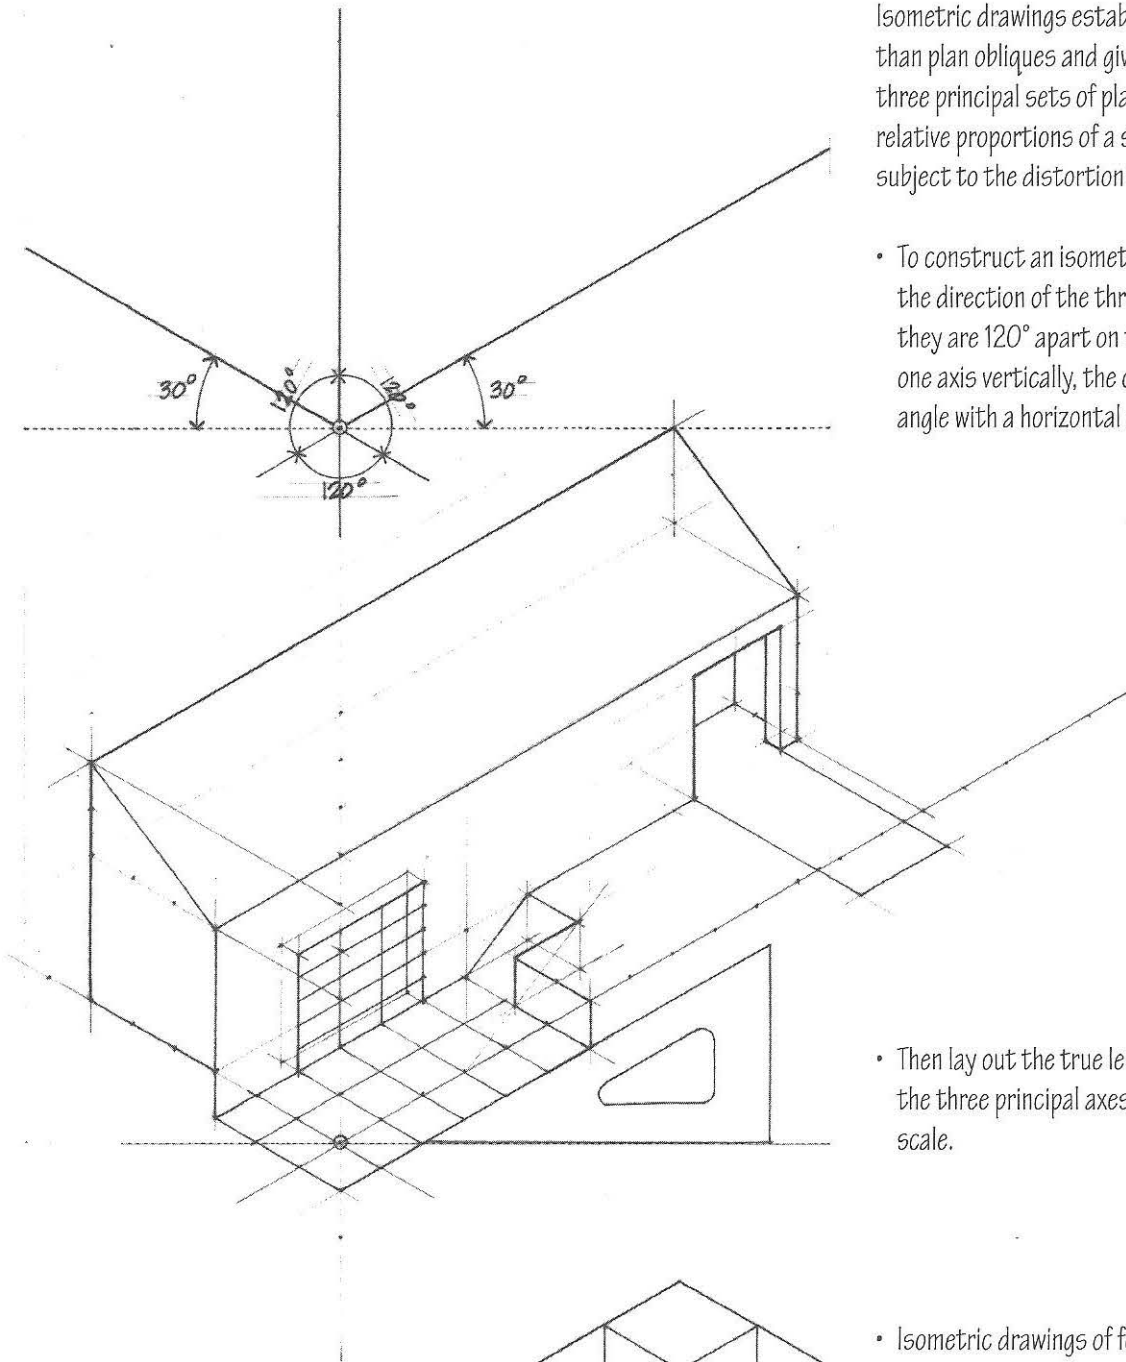 Isometric drawings estab
than plan obliques and giv
three principal sets of pla
relative proportions of a s
subject to the distortion
• To construct an isomet
the direction of the thr
they are 120° apart on
one axis vertically, the
angle with a horizontal
30°
120°
120°
30°
120°
• Then lay out the true le
the three principal axes
scale.
• Isometric drawings of f